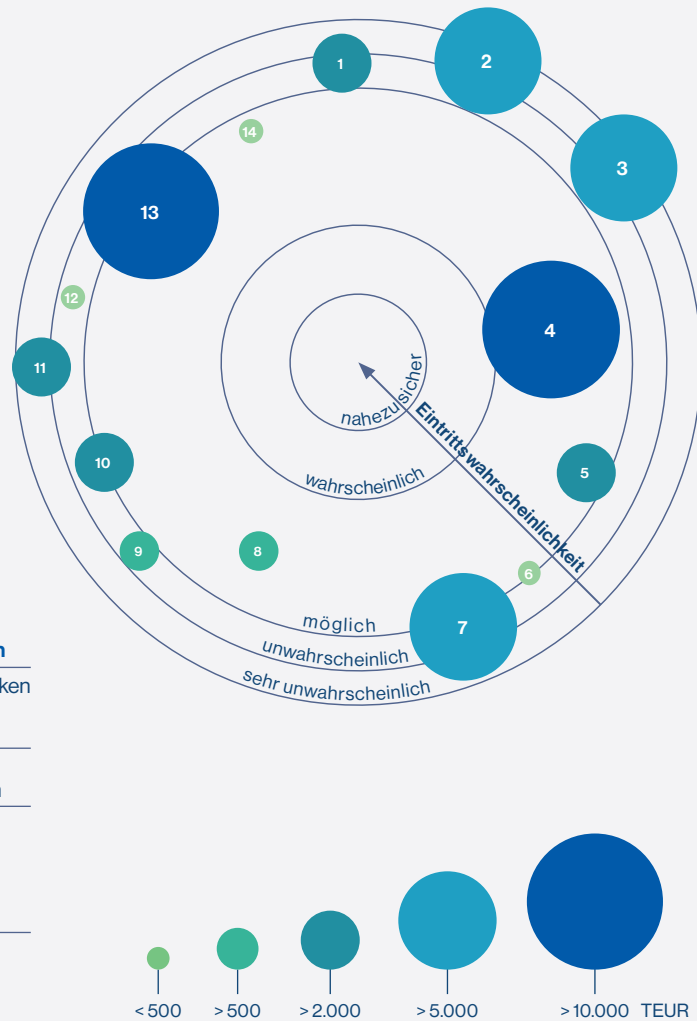 1
2
3
14
13
4
12
11
10
5
9
8
6
7
nahezu sicher
wahrscheinlich
Eintrittswahrscheinlichkeit
möglich
unwahrscheinlich
sehr unwahrscheinlich
n
ken
< 500
> 500
> 2.000
> 5.000
> 10.000 TEUR